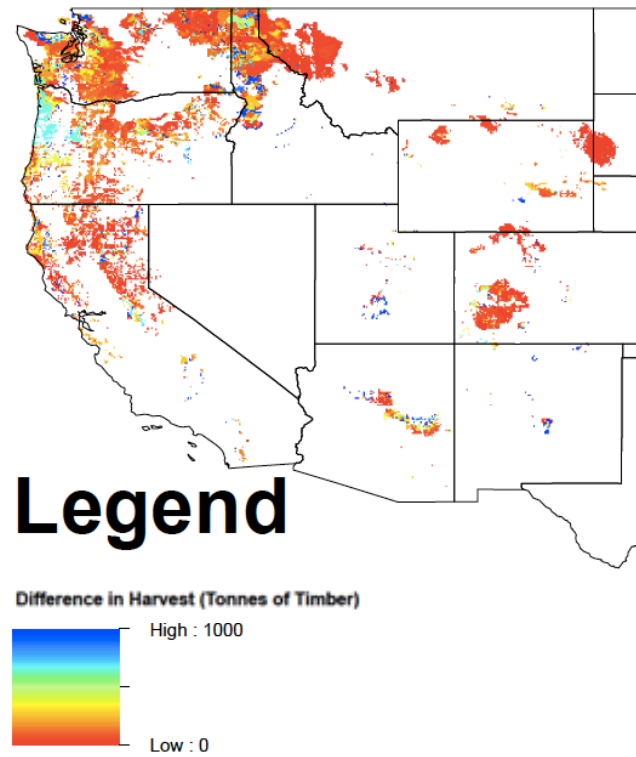 Legend
Difference in Harvest (Tonnes of Timber)
High : 1000
Low : 0